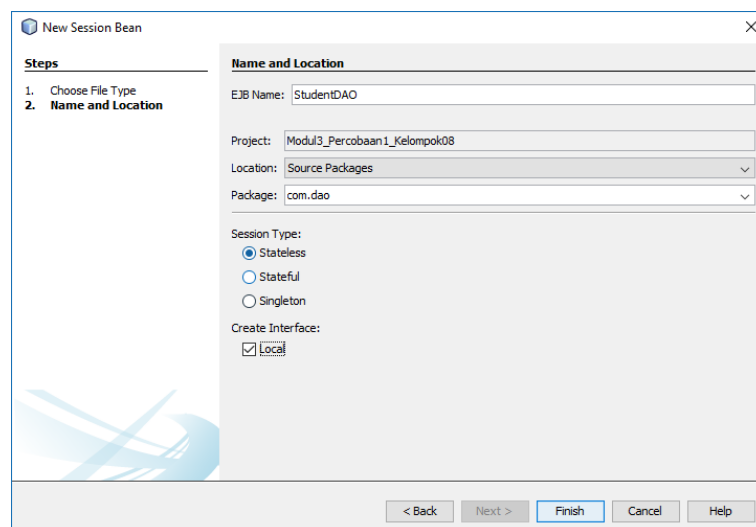 New Session Bean
Steps
1. Choose File Type
2. Name and Location
Name and Location
EJB Name: StudentDAO
Project: Modul3_Percobaan1_Kelompok08
Location: Source Packages
Package: com.dao
Session Type:
Stateless
Stateful
Singleton
Create Interface:
Local
< Back Next > Finish Cancel Help